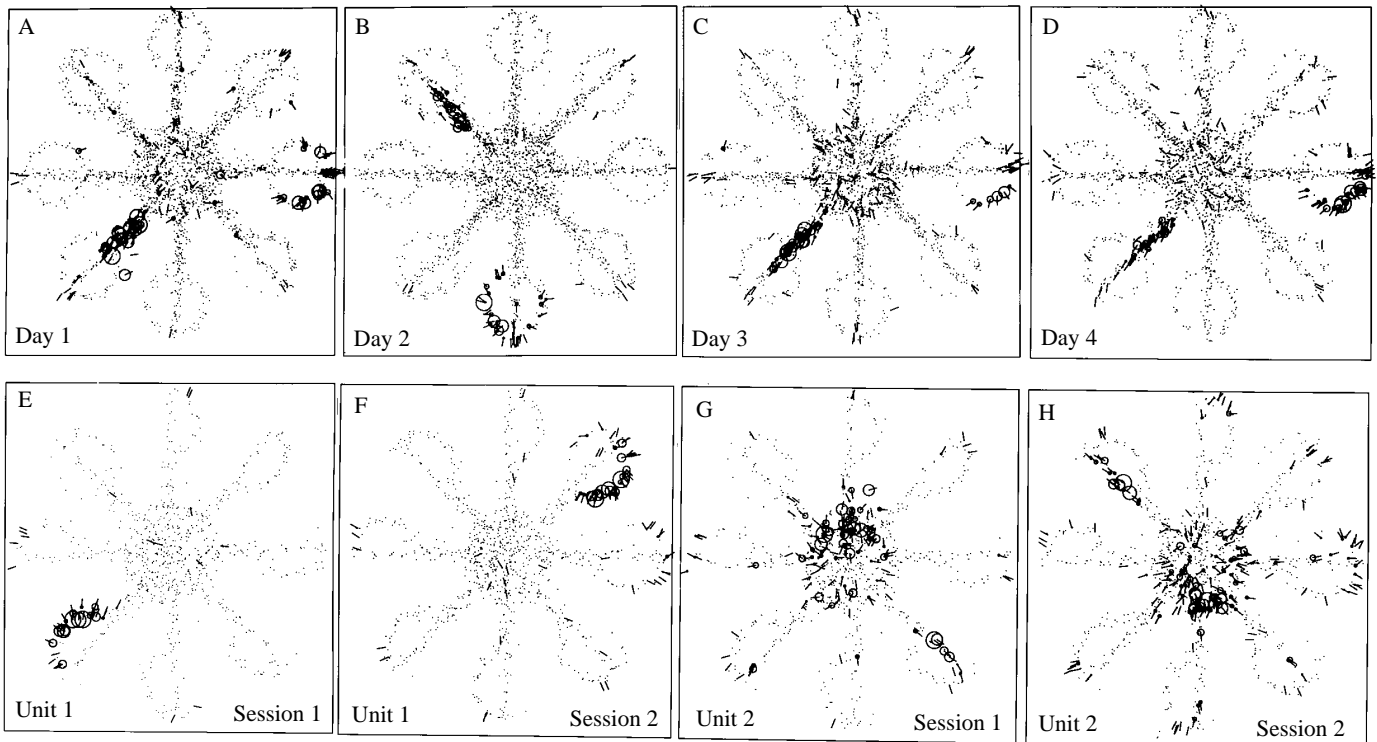 A
B
C
D
Day 1
Day 2
Day 3
Day 4
E
F
G
H
Unit 1 Session 1
Unit 1 Session 2
Unit 2 Session 1
Unit 2 Session 2